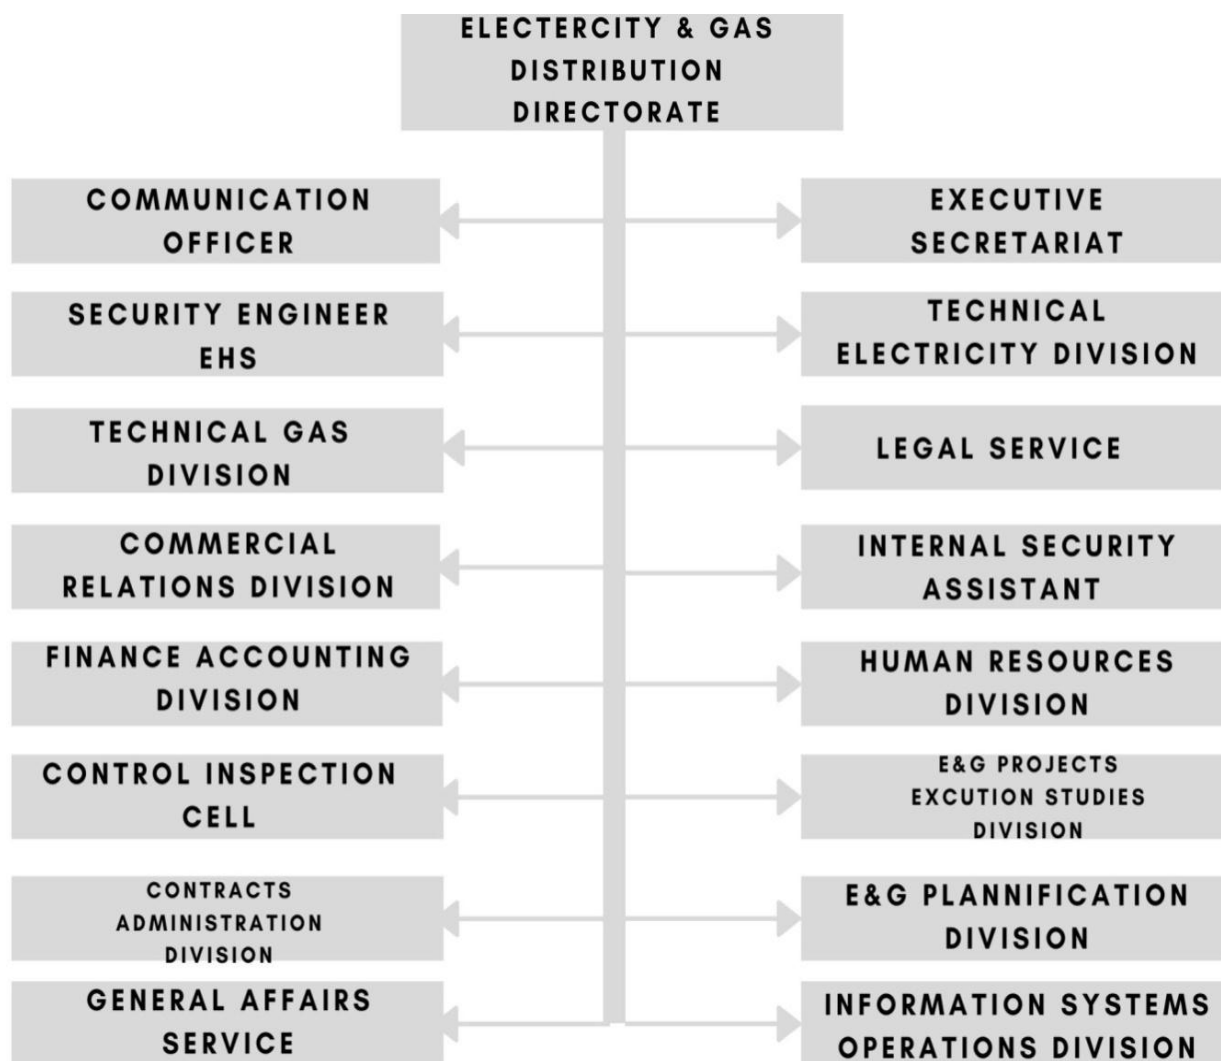 ELECTERCITY & GAS
DISTRIBUTION
DIRECTORATE
COMMUNICATION
OFFICER
EXECUTIVE
SECRETARIAT
SECURITY ENGINEER
EHS
TECHNICAL
ELECTRICITY DIVISION
TECHNICAL GAS
DIVISION
LEGAL SERVICE
COMMERCIAL
RELATIONS DIVISION
INTERNAL SECURITY
ASSISTANT
FINANCE ACCOUNTING
DIVISION
HUMAN RESOURCES
DIVISION
CONTROL INSPECTION
CELL
E&G PROJECTS
EXCUTION STUDIES
DIVISION
CONTRACTS
ADMINISTRATION
DIVISION
E&G PLANNIFICATION
DIVISION
GENERAL AFFAIRS
SERVICE
INFORMATION SYSTEMS
OPERATIONS DIVISION